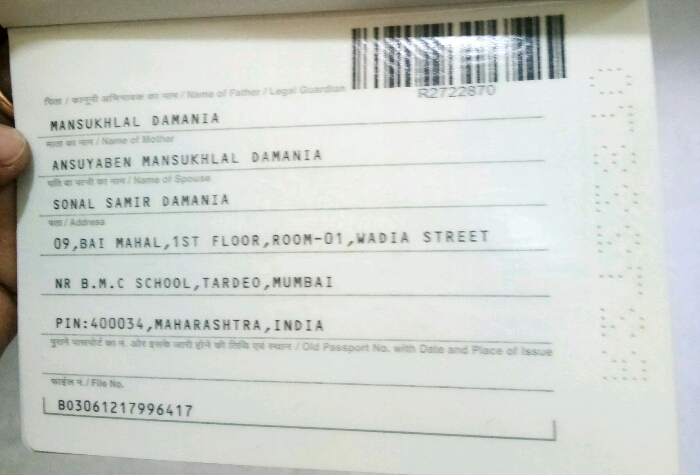 R2722870
पिता / कानूनी अभिभावक का नाम / Name of Father / Legal Guardian
MANSUKHLAL DAMANIA
माता का नाम / Name of Mother
ANSUYABEN MANSUKHLAL DAMANIA
पति या पत्नी का नाम / Name of Spouse
SONAL SAMIR DAMANIA
पता / Address
09,BAI MAHAL,1ST FLOOR,ROOM-01,WADIA STREET
NR B.M.C SCHOOL,TARDEO,MUMBAI
PIN:400034,MAHARASHTRA,INDIA
पुराने पासपोर्ट का नं. और इसके जारी होने की तिथि एवं स्थान / Old Passport No. with Date and Place of Issue
फाईल नं. / File No.
BO3061217996417